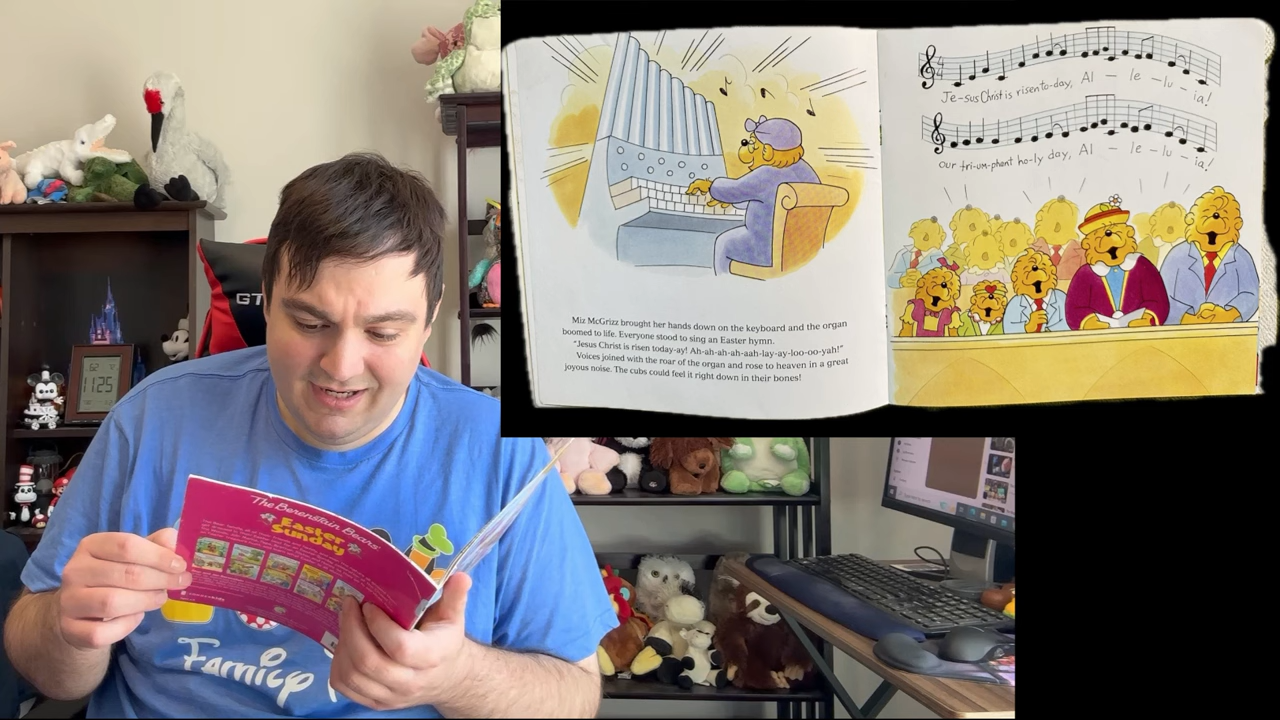 Je-sus Christ is risen to-day, Al — le — lu — ia!
Our tri-um-phant ho-ly day, Al — le — lu — ia!
Miz McGrizz brought her hands down on the keyboard and the organ
boomed to life. Everyone stood to sing an Easter hymn.
"Jesus Christ is risen today-ay! Ah-ah-ah-ah-aah-lay-ay-loo-oo-yah!"
Voices joined with the roar of the organ and rose to heaven in a great
joyous noise. The cubs could feel it right down in their bones!
GT
1125
The Berenstain Bears
Easter
Sunday
Family